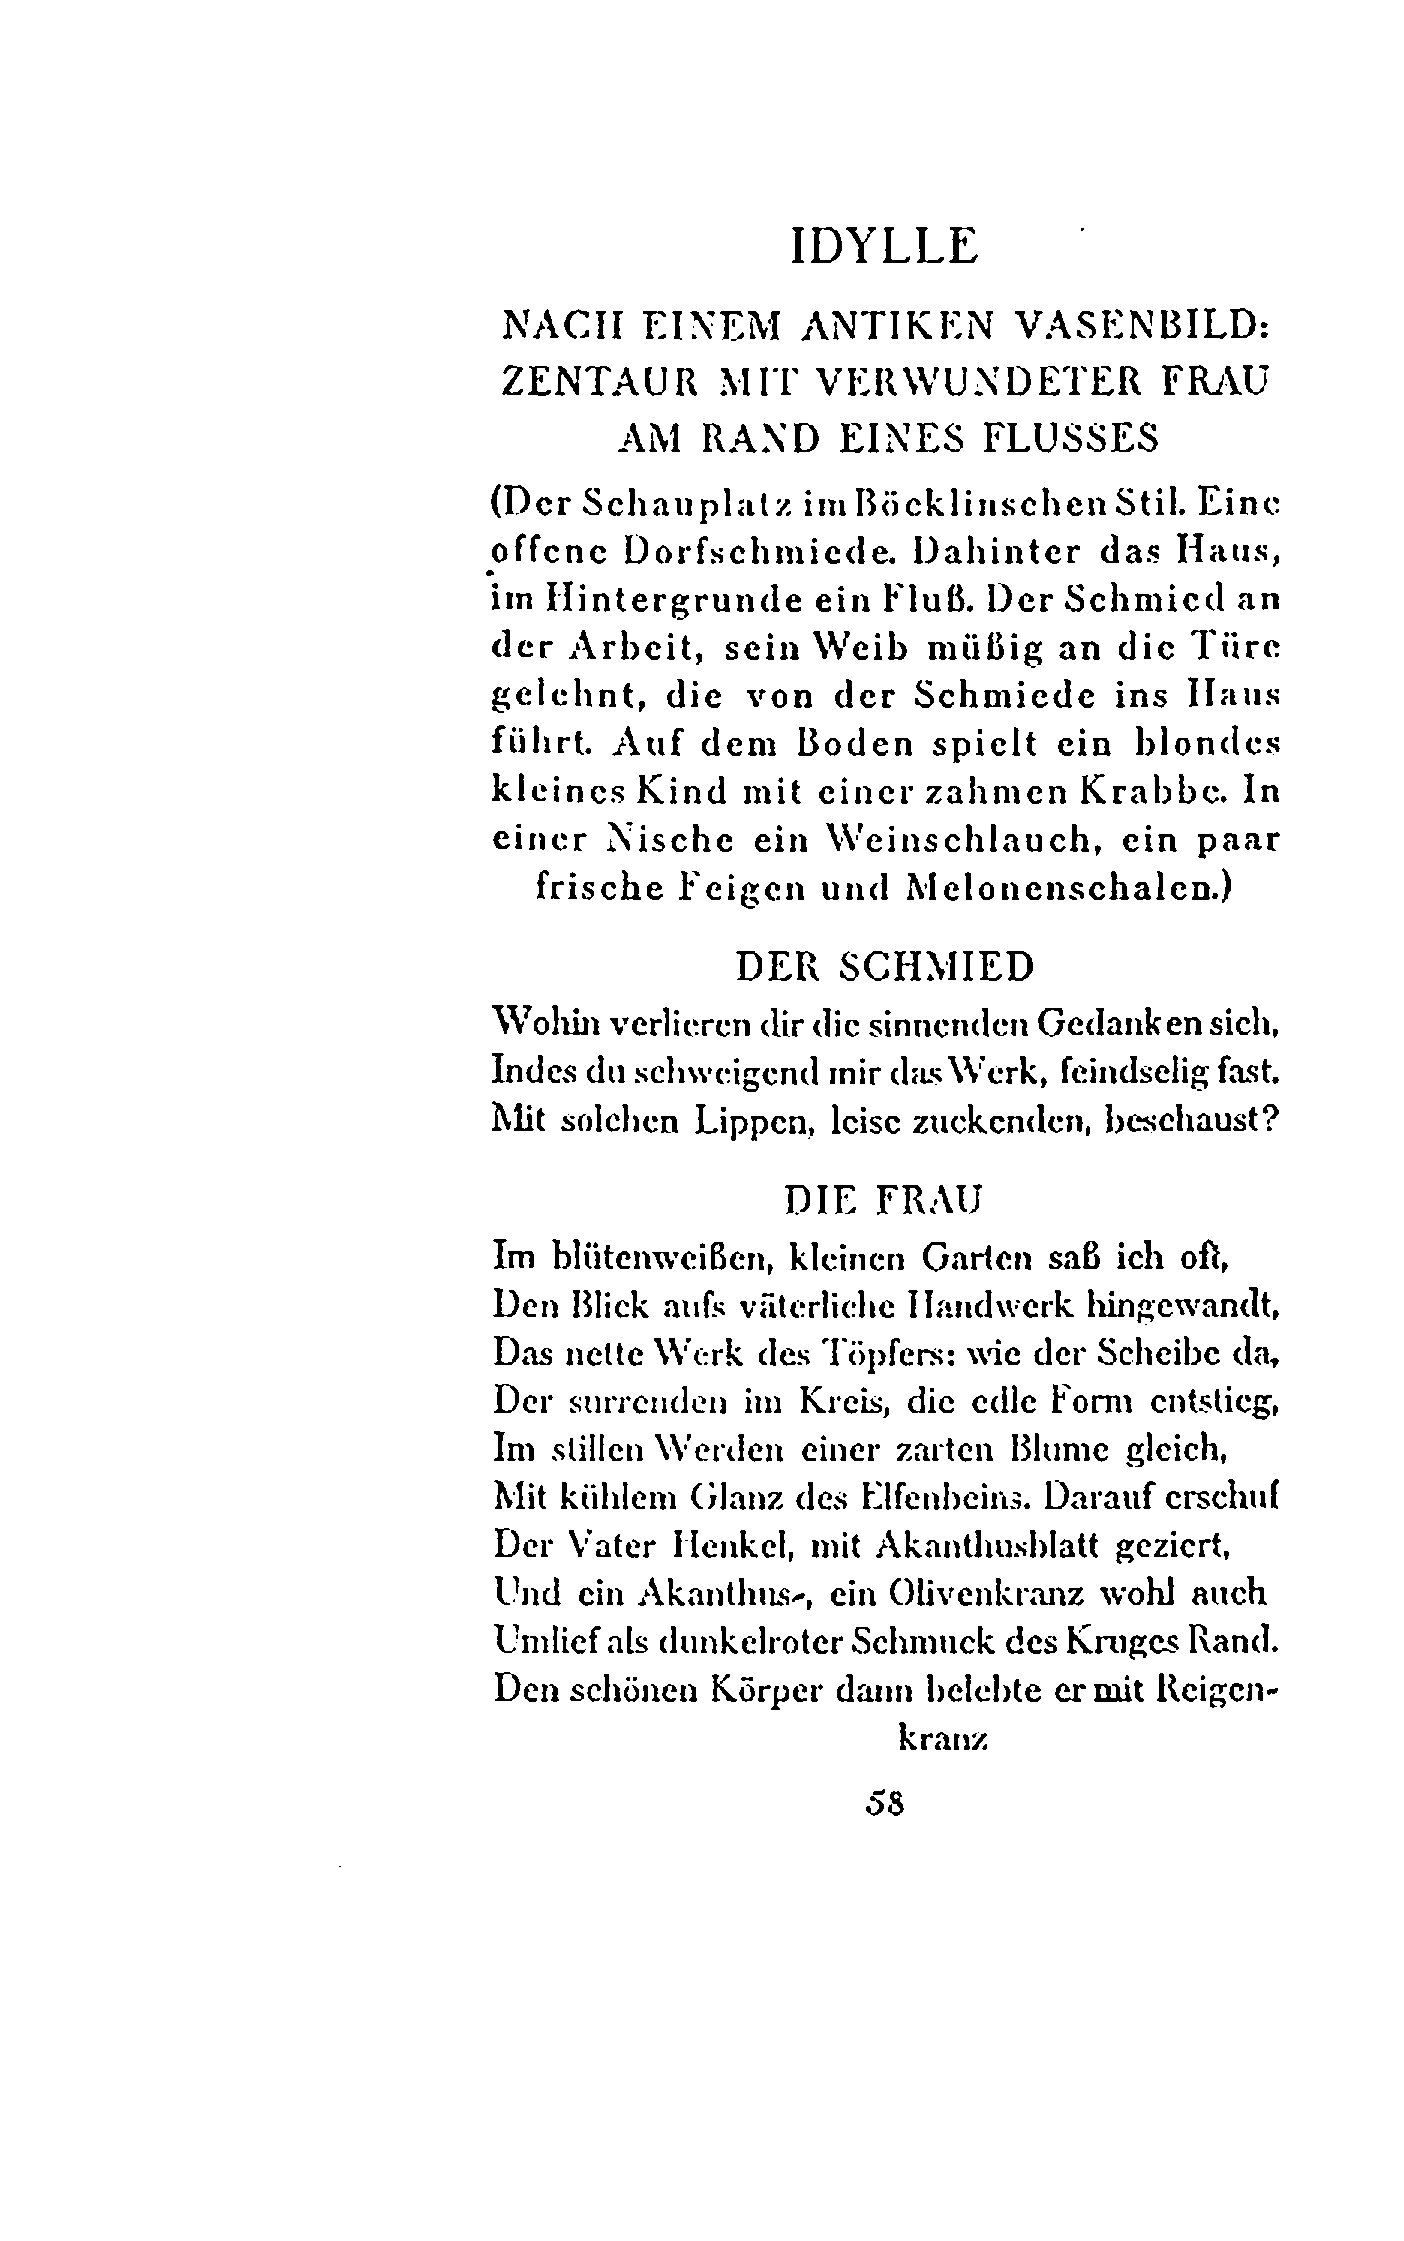 IDYLLE
NACH EINEM ANTIKEN VASENBILD:
ZENTAUR MIT VERWUNDETER FRAU
AM RAND EINES FLUSSES
(Der Schauplatz im Böcklinschen Stil. Eine
offene Dorfschmiede. Dahinter das Haus,
im Hintergrunde ein Fluß. Der Schmied an
der Arbeit, sein Weib müßig an die Türe
gelehnt, die von der Schmiede ins Haus
führt. Auf dem Boden spielt ein blondes
kleines Kind mit einer zahmen Krabbe. In
einer Nische ein Weinschlauch, ein paar
frische Feigen und Melonenschalen.)
DER SCHMIED
Wohin verlieren dir die sinnenden Gedanken sich,
Indes du schweigend mir das Werk, feindselig fast.
Mit solchen Lippen, leise zuckenden, beschaust?
DIE FRAU
Im blütenweißen, kleinen Garten saß ich oft,
Den Blick aufs väterliche Handwerk hingewandt,
Das nette Werk des Töpfers: wie der Scheibe da,
Der surrenden im Kreis, die edle Form entstieg,
Im stillen Werden einer zarten Blume gleich,
Mit kühlem Glanz des Elfenbeins. Darauf erschuf
Der Vater Henkel, mit Akanthusblatt geziert,
Und ein Akanthus-, ein Olivenkranz wohl auch
Umlief als dunkelroter Schmuck des Kruges Rand.
Den schönen Körper dann belebte er mit Reigen-
kranz
58